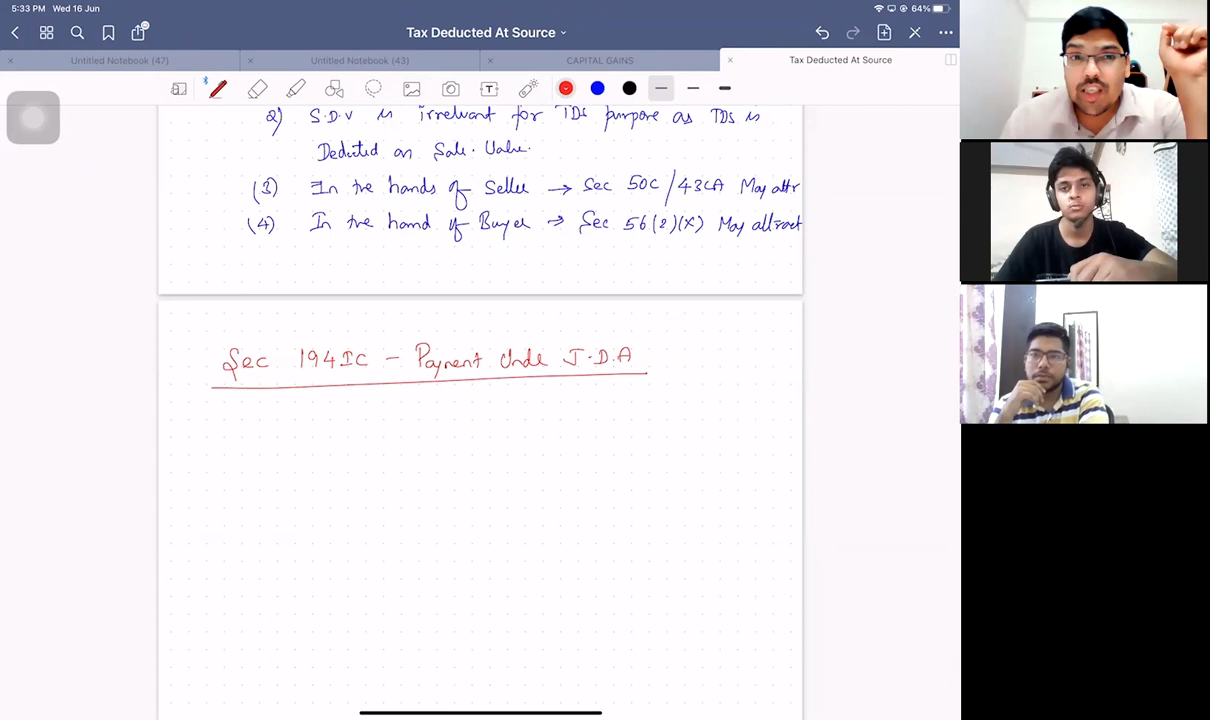 5:33 PM Wed 16 Jun
64%
Tax Deducted At Source
Untitled Notebook (47)
Untitled Notebook (43)
CAPITAL GAINS
Tax Deducted At Source
2) S.D.V is irrelevant for TDS purpose as TDS is
Deducted on Sale Value.
(3) In the hands of Seller → Sec 50C / 43CA May attr
(4) In the hand of Buyer → Sec 56(2)(x) May attract
Sec 194IC - Payment Under J.D.A